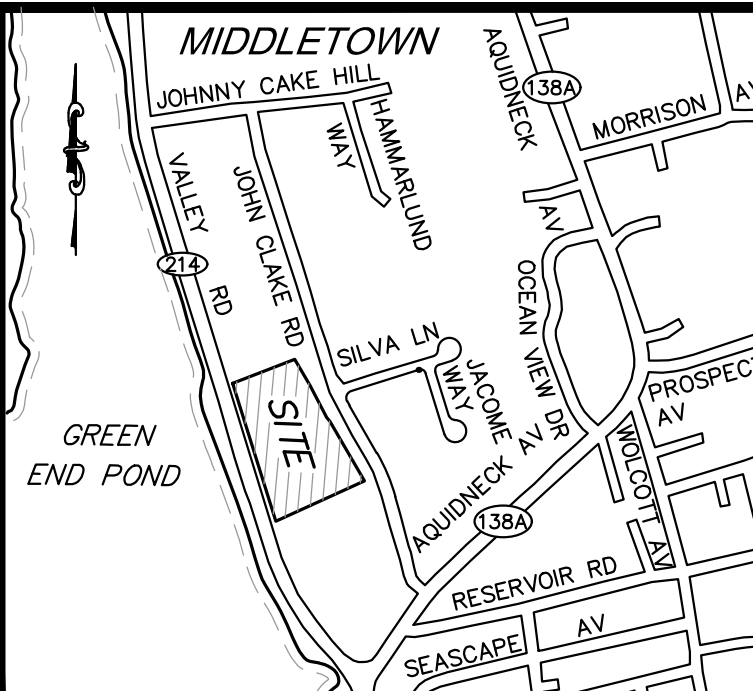 MIDDLETOWN
JOHNNY CAKE HILL
HAMMARLUND
WAY
AQUIDNECK
AV
138A
MORRISON
AV
VALLEY
RD
214
JOHN CLAKE RD
OCEAN VIEW DR
SILVA LN
JACOME
WAY
PROSPECT
AV
SITE
GREEN
END POND
WOLCOTT AV
AQUIDNECK AV
138A
RESERVOIR RD
SEASCAPE
AV